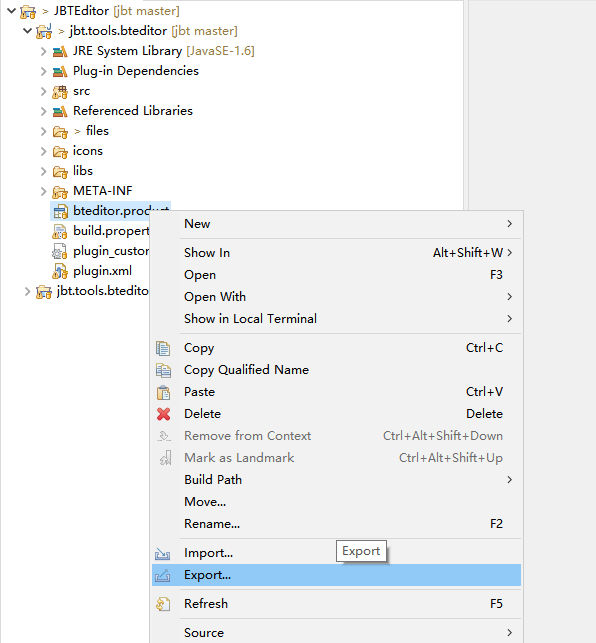 JBTEditor [jbt master]
> jbt.tools.bteditor [jbt master]
JRE System Library [JavaSE-1.6]
Plug-in Dependencies
src
Referenced Libraries
> files
icons
libs
META-INF
bteditor.product
build.propert
plugin_custom
plugin.xml
jbt.tools.btedito
New
Show In Alt+Shift+W
Open F3
Open With
Show in Local Terminal
Copy Ctrl+C
Copy Qualified Name
Paste Ctrl+V
Delete Delete
Remove from Context Ctrl+Alt+Shift+Down
Mark as Landmark Ctrl+Alt+Shift+Up
Build Path
Move...
Rename... F2
Import...
Export
Export...
Refresh F5
Source